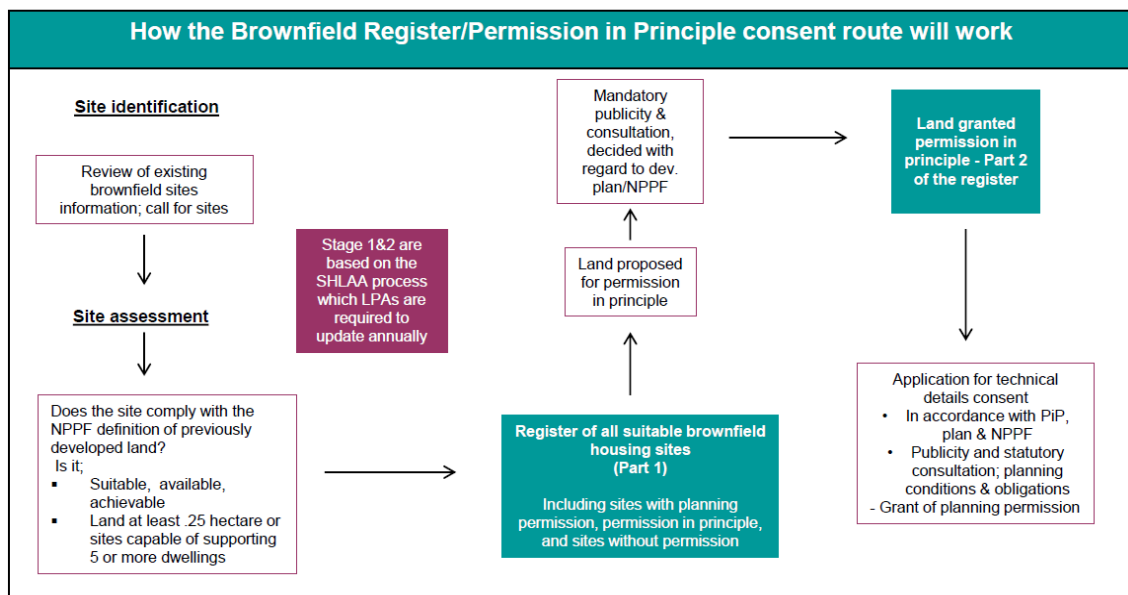 How the Brownfield Register/Permission in Principle consent route will work
Site identification
Review of existing
brownfield sites
information; call for sites
Site assessment
Does the site comply with the
NPPF definition of previously
developed land?
Is it;
▪ Suitable, available,
achievable
▪ Land at least .25 hectare or
sites capable of supporting
5 or more dwellings
Stage 1&2 are
based on the
SHLAA process
which LPAs are
required to
update annually
Register of all suitable brownfield
housing sites
(Part 1)
Including sites with planning
permission, permission in principle,
and sites without permission
Land proposed
for permission
in principle
Mandatory
publicity &
consultation,
decided with
regard to dev.
plan/NPPF
Land granted
permission in
principle - Part 2
of the register
Application for technical
details consent
• In accordance with PiP,
plan & NPPF
• Publicity and statutory
consultation; planning
conditions & obligations
- Grant of planning permission